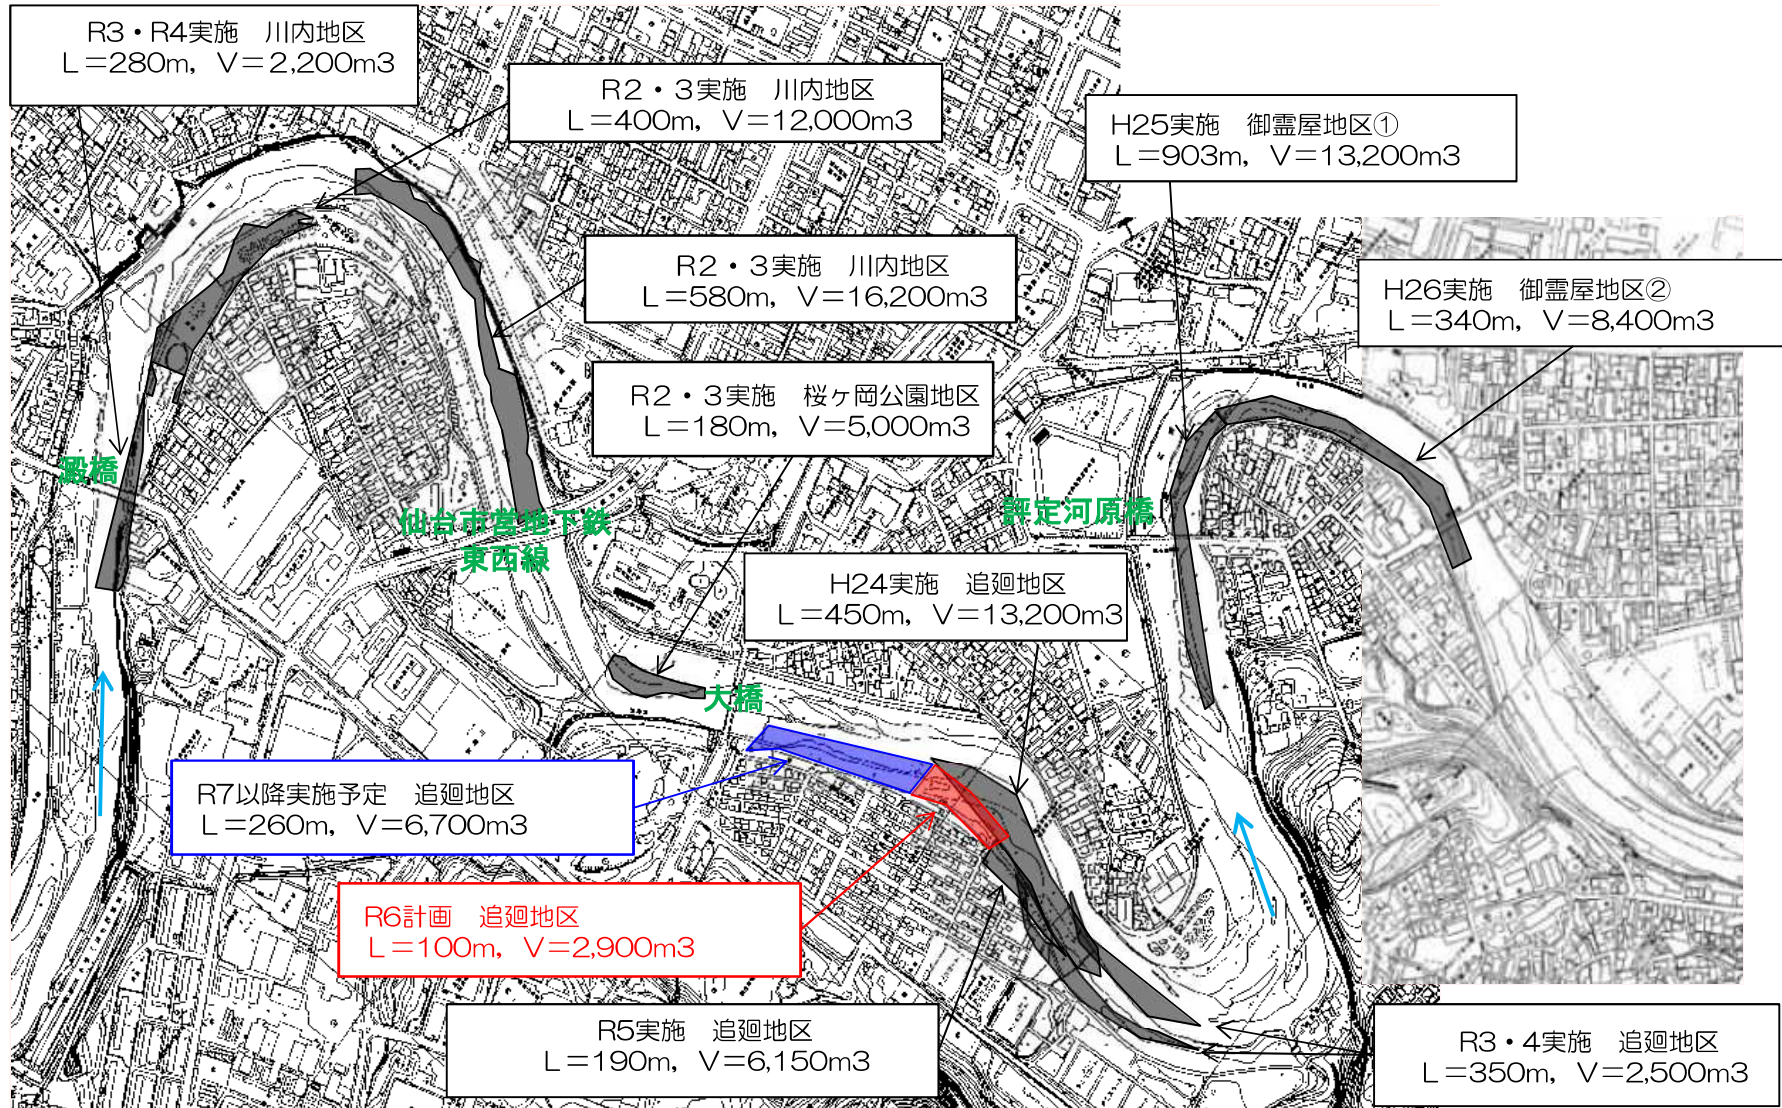 R3・R4実施　川内地区
L＝280m，V＝2,200m3
R2・3実施　川内地区
L＝400m，V＝12,000m3
H25実施　御霊屋地区①
L＝903m，V＝13,200m3
R2・3実施　川内地区
L＝580m，V＝16,200m3
H26実施　御霊屋地区②
L＝340m，V＝8,400m3
R2・3実施　桜ヶ岡公園地区
L＝180m，V＝5,000m3
澱橋
仙台市営地下鉄
東西線
評定河原橋
H24実施　追廻地区
L＝450m，V＝13,200m3
大橋
R7以降実施予定　追廻地区
L＝260m，V＝6,700m3
R6計画　追廻地区
L＝100m，V＝2,900m3
R5実施　追廻地区
L＝190m，V＝6,150m3
R3・4実施　追廻地区
L＝350m，V＝2,500m3